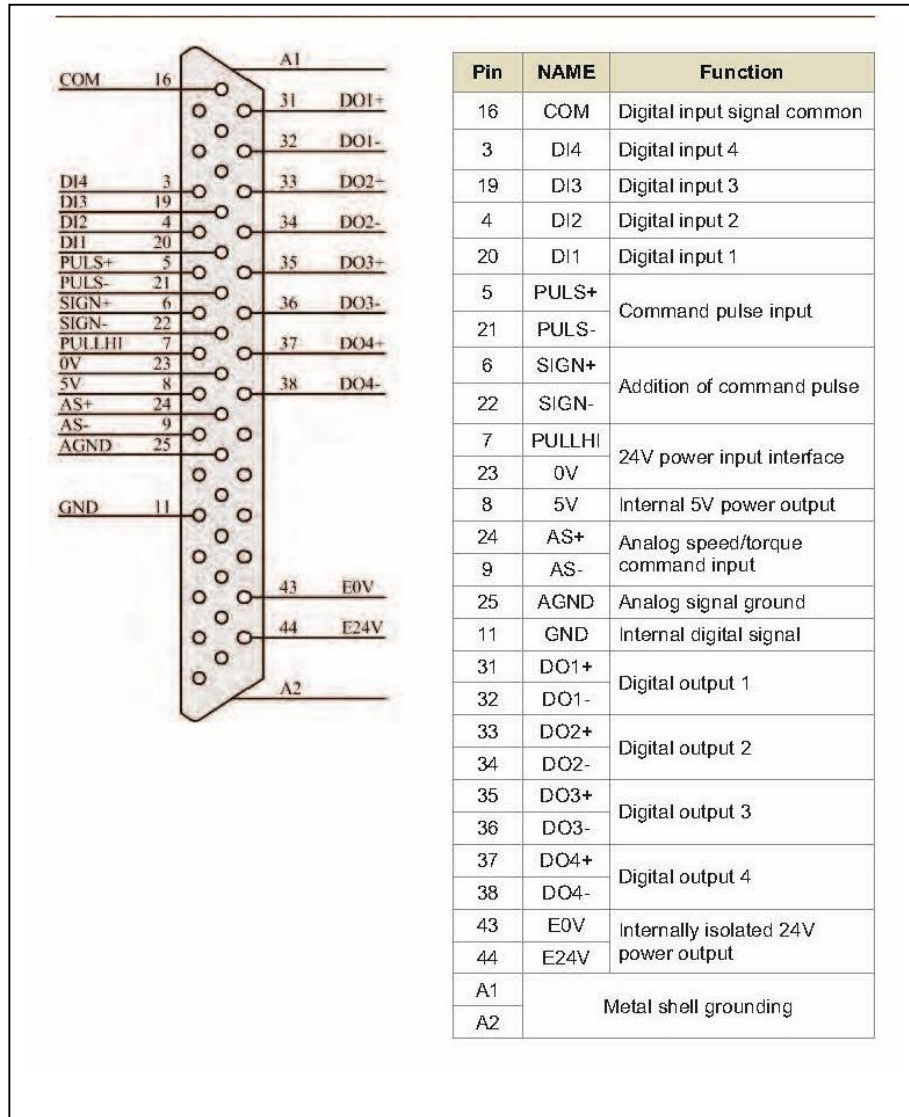 A1
COM 16
31 DO1+
32 DO1-
DI4 3
33 DO2+
DI3 19
DI2 4
34 DO2-
DI1 20
PULS+ 5
35 DO3+
PULS- 21
SIGN+ 6
36 DO3-
SIGN- 22
PULLHI 7
37 DO4+
0V 23
5V 8
38 DO4-
AS+ 24
AS- 9
AGND 25
GND 11
43 E0V
44 E24V
A2
Pin NAME Function
16 COM Digital input signal common
3 DI4 Digital input 4
19 DI3 Digital input 3
4 DI2 Digital input 2
20 DI1 Digital input 1
5 PULS+
Command pulse input
21 PULS-
6 SIGN+
Addition of command pulse
22 SIGN-
7 PULLHI
24V power input interface
23 0V
8 5V Internal 5V power output
24 AS+ Analog speed/torque
9 AS- command input
25 AGND Analog signal ground
11 GND Internal digital signal
31 DO1+
Digital output 1
32 DO1-
33 DO2+
Digital output 2
34 DO2-
35 DO3+
Digital output 3
36 DO3-
37 DO4+
Digital output 4
38 DO4-
43 E0V Internally isolated 24V
44 E24V power output
A1
Metal shell grounding
A2